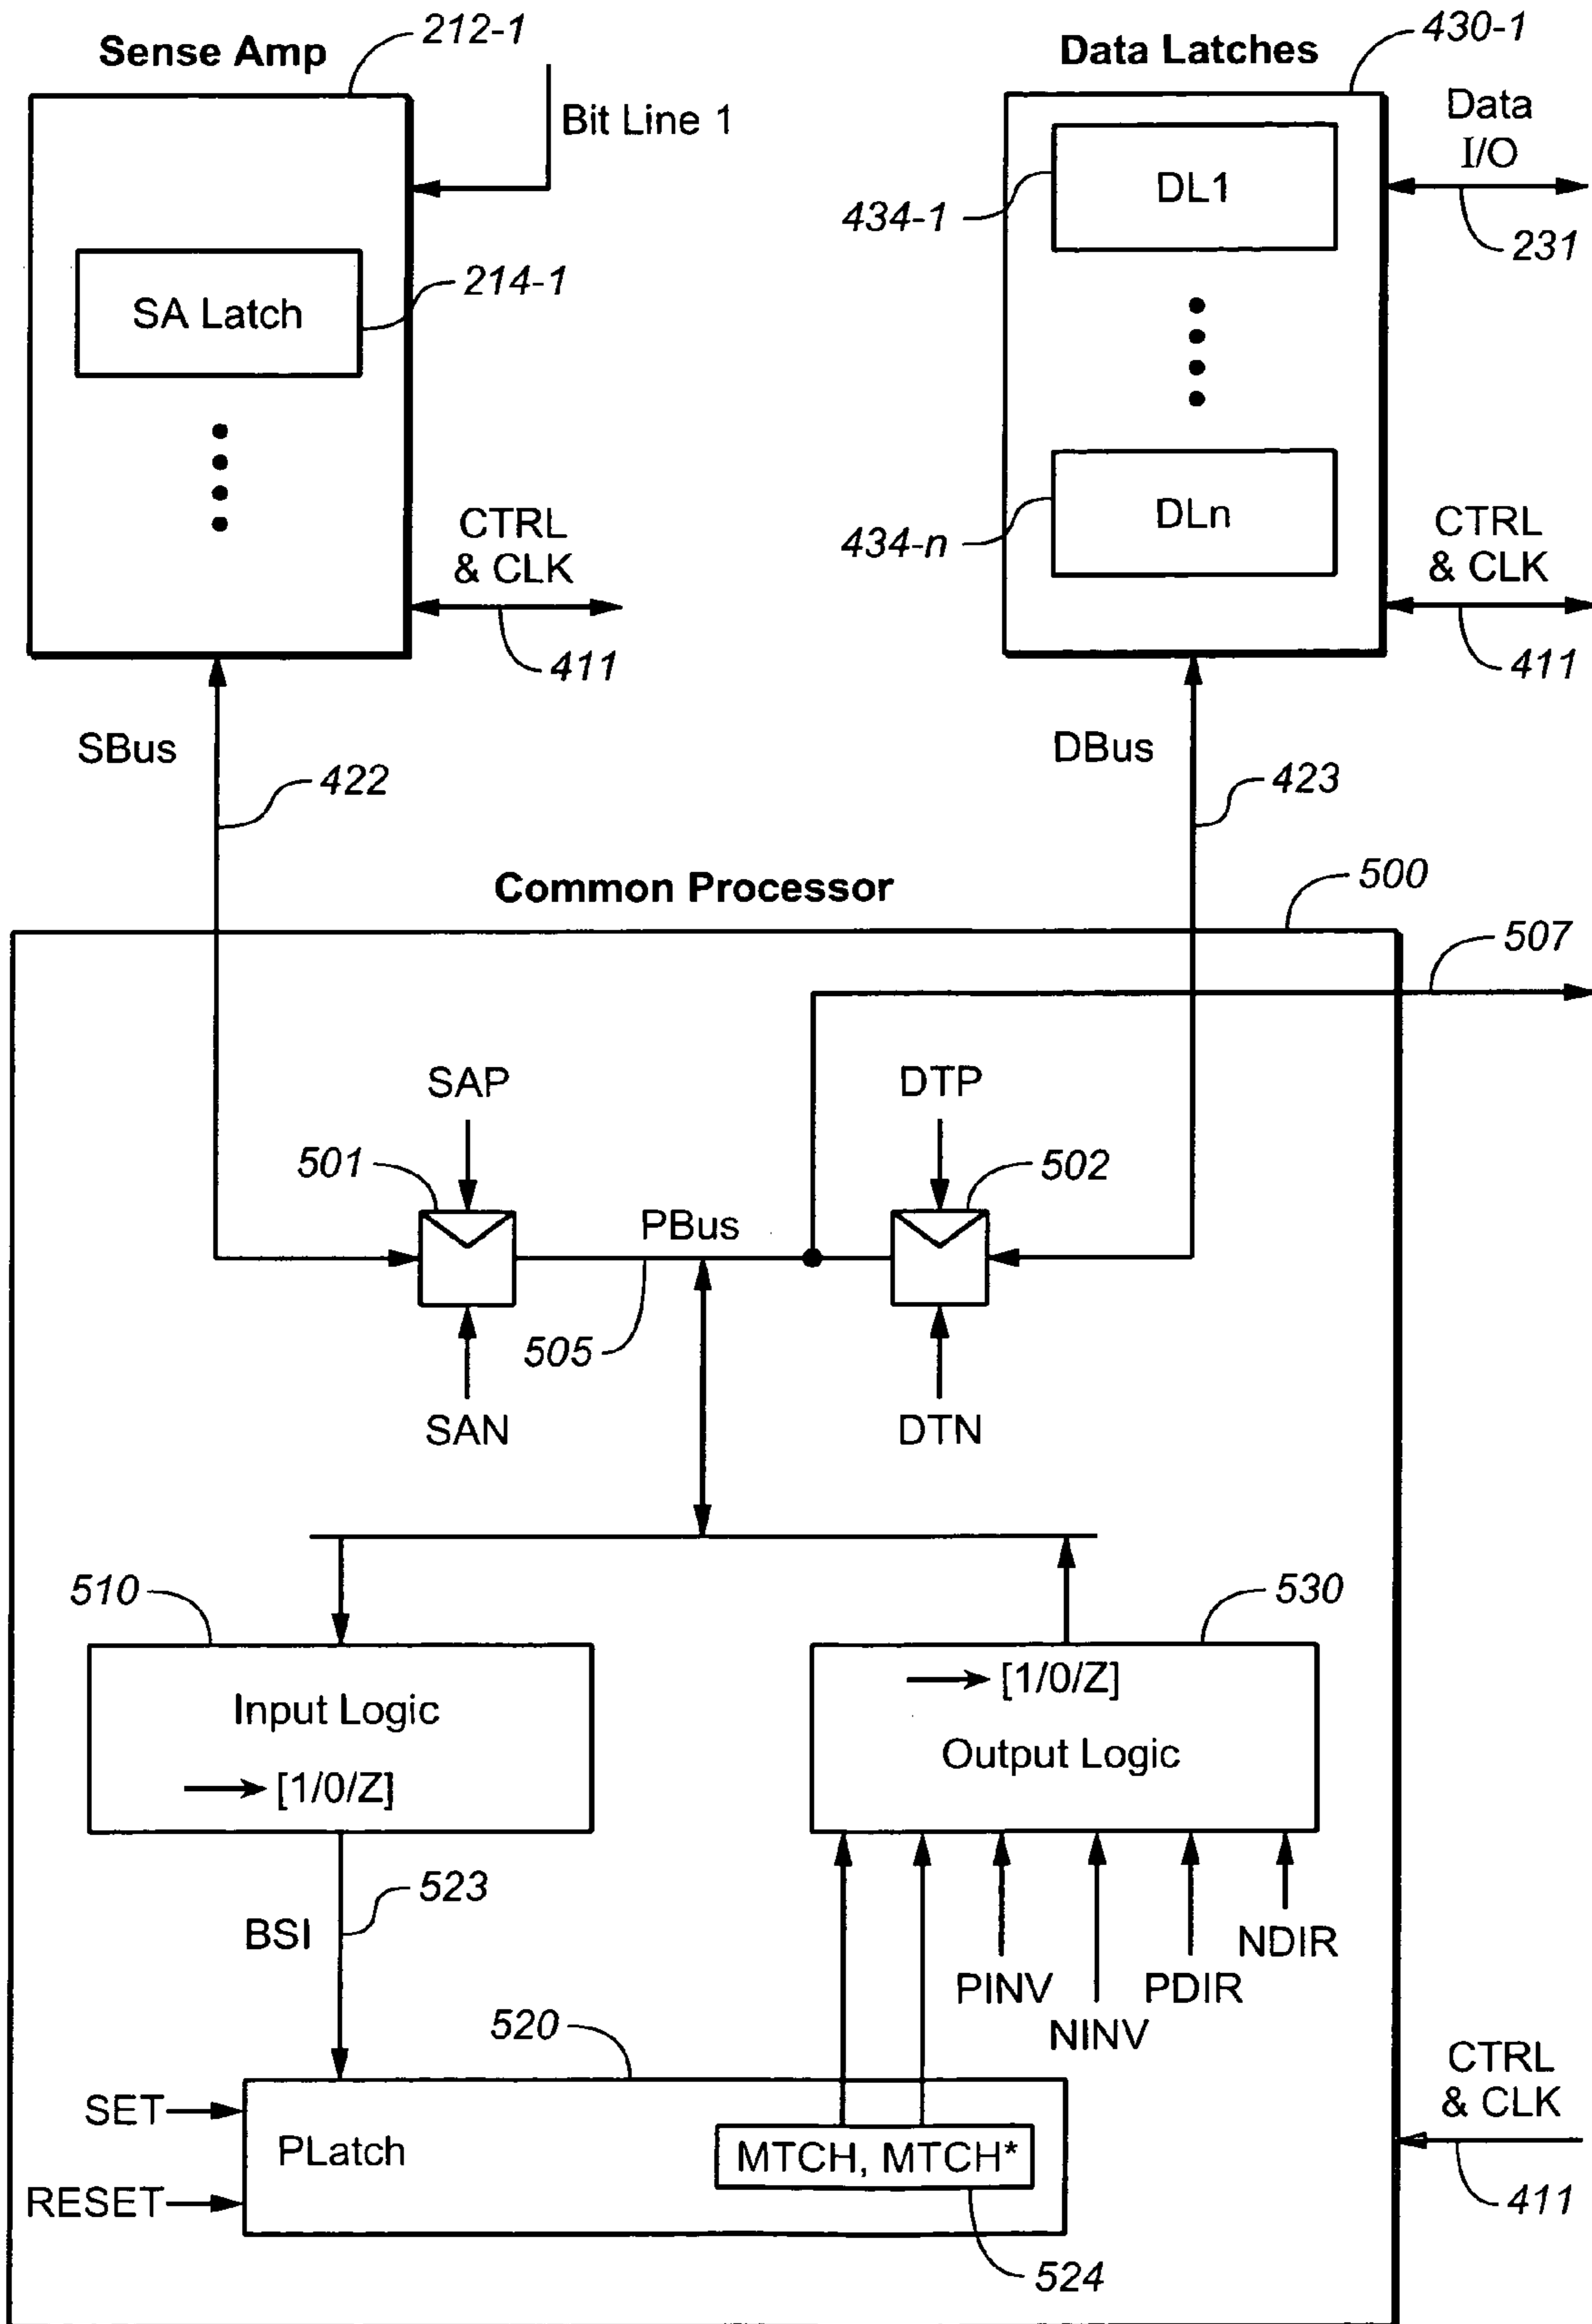 Sense Amp
212-1
Bit Line 1
SA Latch
214-1
CTRL
& CLK
411
Data Latches
430-1
Data
I/O
DL1
434-1
231
DLn
434-n
CTRL
& CLK
411
SBus
422
DBus
423
Common Processor
500
507
SAP
DTP
501
PBus
502
505
SAN
DTN
510
530
Input Logic
[1/0/Z]
[1/0/Z]
Output Logic
523
BSI
NDIR
PINV
PDIR
NINV
520
SET
PLatch
MTCH, MTCH*
RESET
524
CTRL
& CLK
411